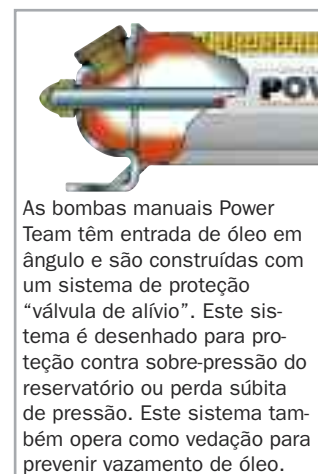 POW
As bombas manuais Power
Team têm entrada de óleo em
ângulo e são construídas com
um sistema de proteção
“válvula de alívio”. Este sis-
tema é desenhado para pro-
teção contra sobre-pressão do
reservatório ou perda súbita
de pressão. Este sistema tam-
bém opera como vedação para
prevenir vazamento de óleo.